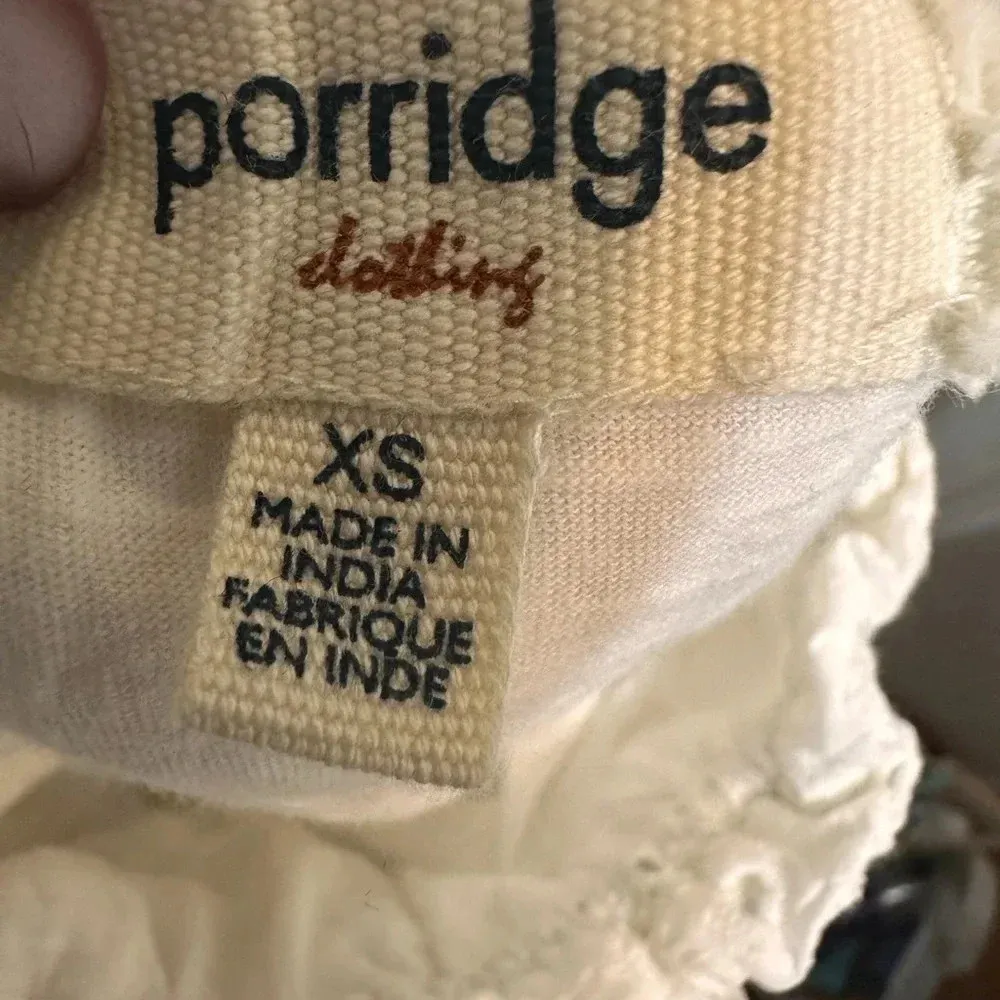 porridge
clothing
XS
MADE IN
INDIA
FABRIQUE
EN INDE